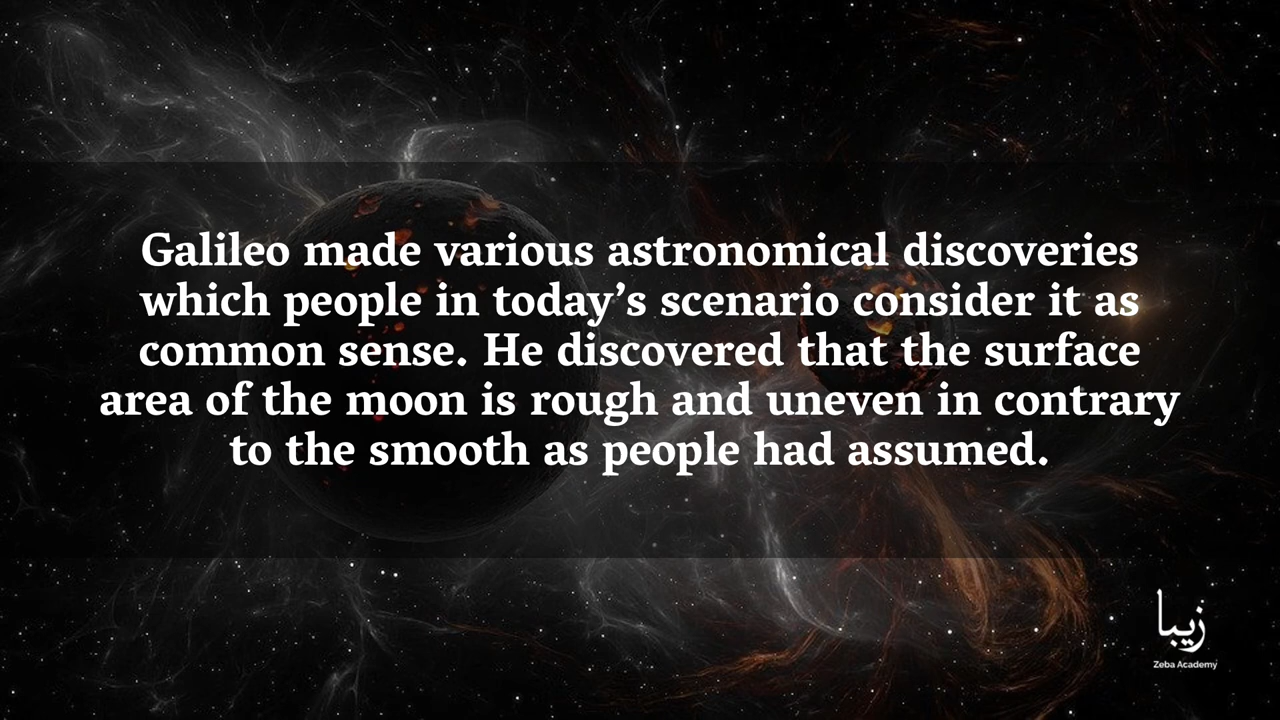 Galileo made various astronomical discoveries
which people in today’s scenario consider it as
common sense. He discovered that the surface
area of the moon is rough and uneven in contrary
to the smooth as people had assumed.
زيبا
Zeba Academy